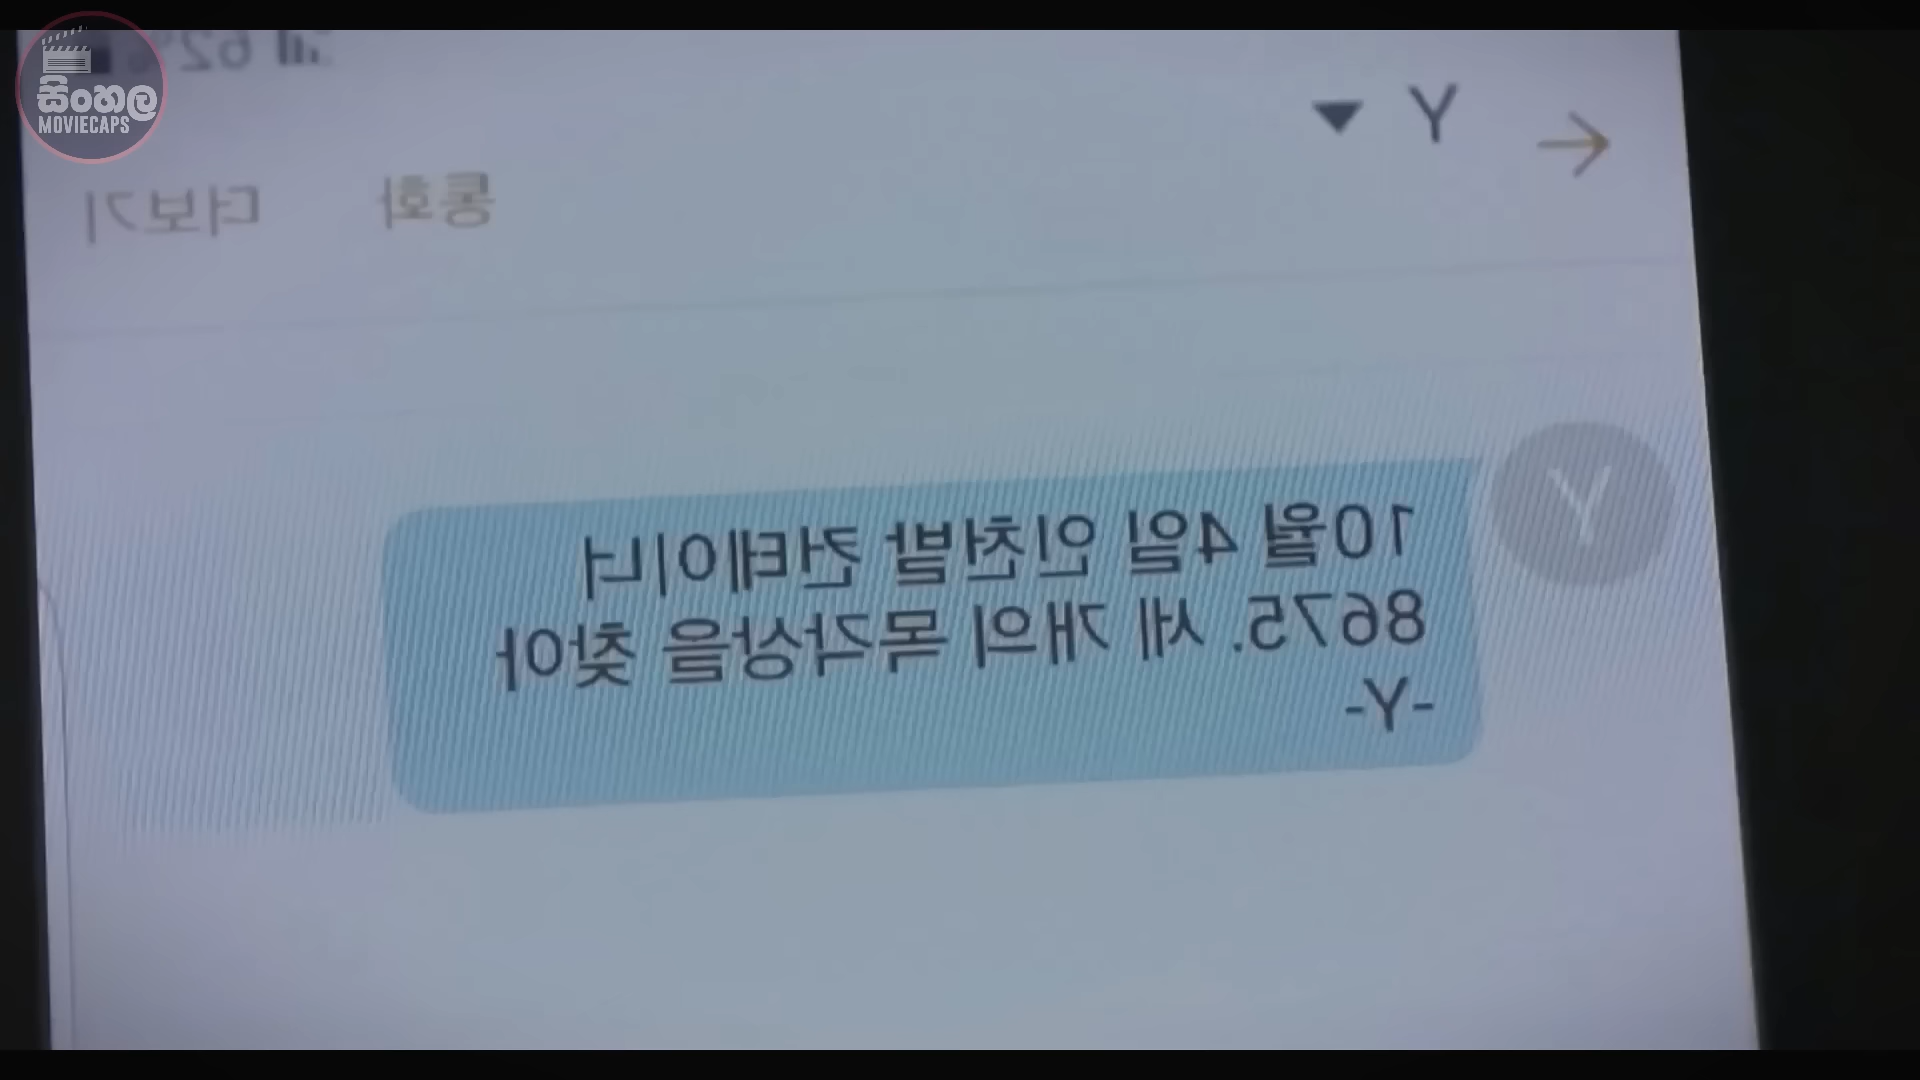 සිංහල
MOVIECAPS
62%
Y
통화 더보기
Y
10월 4일 인천발 컨테이너
8675. 세 개의 목각상을 찾아
-Y-